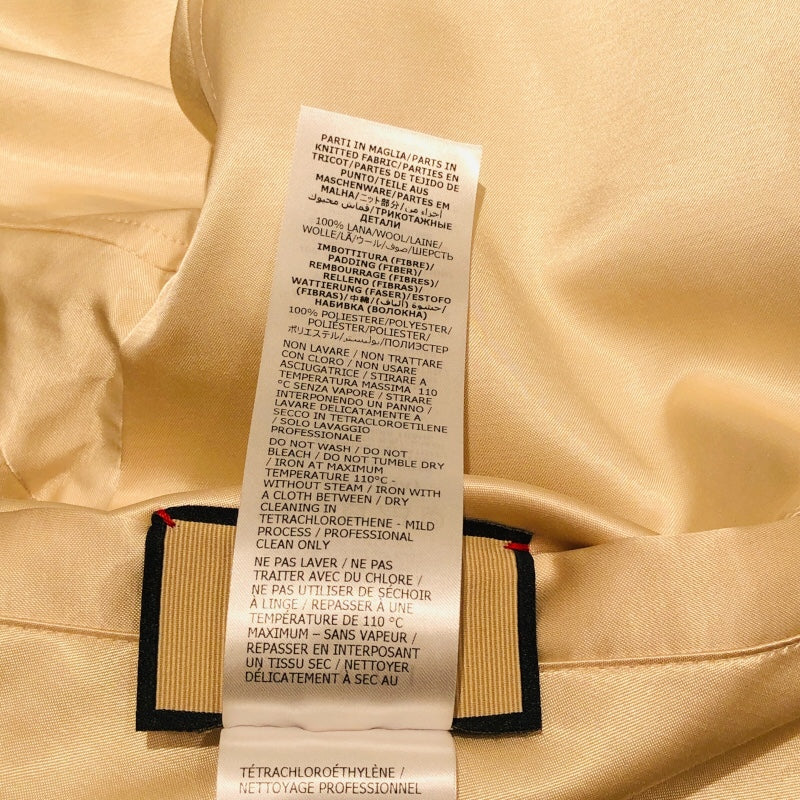 PARTI IN MAGLIA/PARTS IN
KNITTED FABRIC/PARTIES EN
TRICOT/PARTES DE TEJIDO DE
PUNTO/TEILE AUS
MASCHENWARE/PARTES EM
MALHA/ニット部分/أجزاء من
قماش محبوك/ТРИКОТАЖНЫЕ
ДЕТАЛИ
100% LANA/WOOL/LAINE/
WOLLE/LÃ/ウール/صوف/ШЕРСТЬ
IMBOTTITURA (FIBRE)/
PADDING (FIBER)/
REMBOURRAGE (FIBRES)/
RELLENO (FIBRAS)/
WATTIERUNG (FASER)/ESTOFO
(FIBRAS)/中綿/حشوة (ألياف)/
НАБИВКА (ВОЛОКНА)
100% POLIESTERE/POLYESTER/
POLIÉSTER/POLIESTER/
ポリエステル/بوليستر/ПОЛИЭСТЕР
NON LAVARE / NON TRATTARE
CON CLORO / NON USARE
ASCIUGATRICE / STIRARE A
TEMPERATURA MASSIMA 110
°C SENZA VAPORE / STIRARE
INTERPONENDO UN PANNO /
LAVARE DELICATAMENTE A
SECCO IN TETRACLOROETILENE
/ SOLO LAVAGGIO
PROFESSIONALE
DO NOT WASH / DO NOT
BLEACH / DO NOT TUMBLE DRY
/ IRON AT MAXIMUM
TEMPERATURE 110°C -
WITHOUT STEAM / IRON WITH
A CLOTH BETWEEN / DRY
CLEANING IN
TETRACHLOROETHENE - MILD
PROCESS / PROFESSIONAL
CLEAN ONLY
NE PAS LAVER / NE PAS
TRAITER AVEC DU CHLORE /
NE PAS UTILISER DE SÉCHOIR
À LINGE / REPASSER À UNE
TEMPÉRATURE DE 110 °C
MAXIMUM – SANS VAPEUR /
REPASSER EN INTERPOSANT
UN TISSU SEC / NETTOYER
DÉLICATEMENT À SEC AU
TÉTRACHLOROÉTHYLÈNE /
NETTOYAGE PROFESSIONNEL